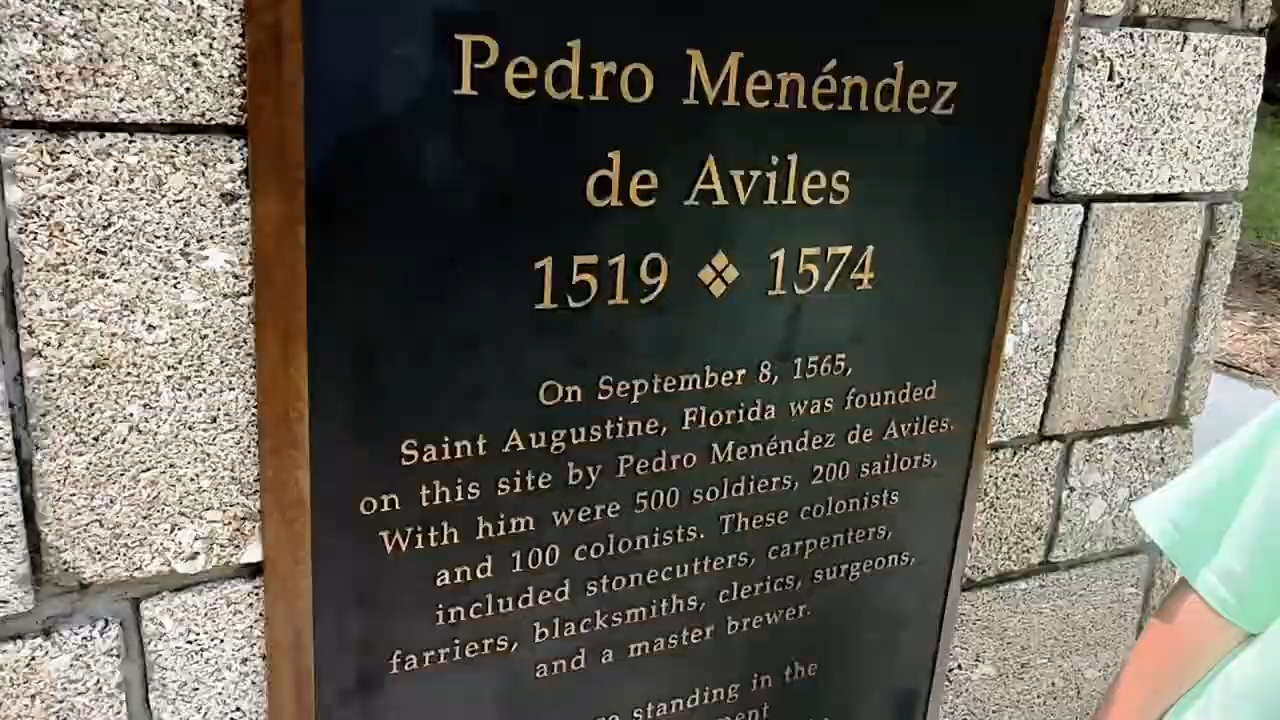 Pedro Menéndez
de Aviles
1519 ❖ 1574
On September 8, 1565,
Saint Augustine, Florida was founded
on this site by Pedro Menéndez de Aviles.
With him were 500 soldiers, 200 sailors,
and 100 colonists. These colonists
included stonecutters, carpenters,
farriers, blacksmiths, clerics, surgeons,
and a master brewer.
standing in the